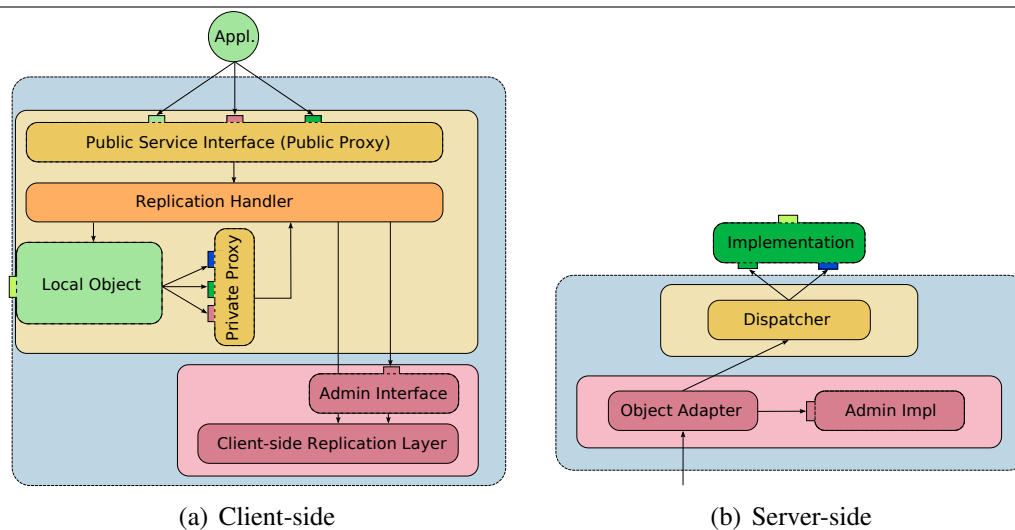 Appl.
Public Service Interface (Public Proxy)
Replication Handler
Local Object
Private Proxy
Admin Interface
Client-side Replication Layer
(a) Client-side
Implementation
Dispatcher
Object Adapter
Admin Impl
(b) Server-side